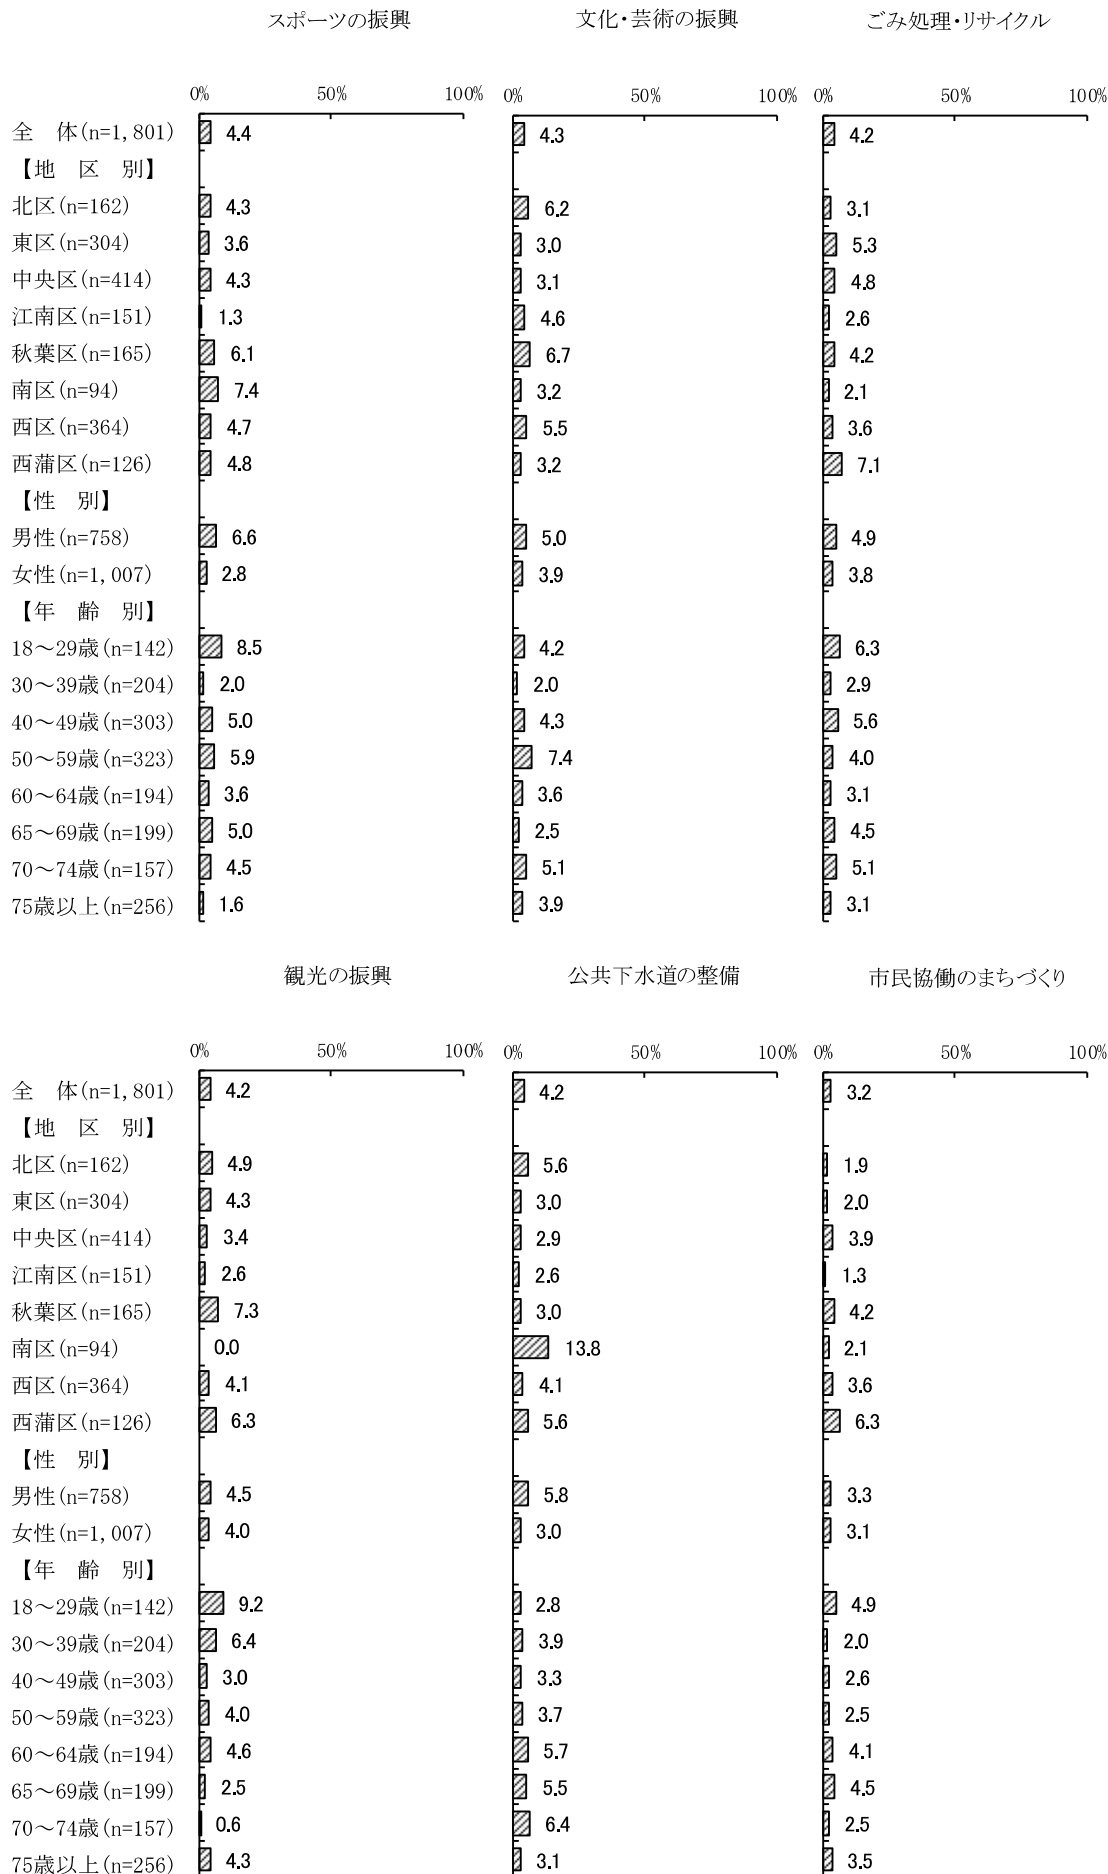 スポーツの振興 文化・芸術の振興 ごみ処理・リサイクル
0% 50% 100% 0% 50% 100% 0% 50% 100%
全　体(n=1,801) 4.4 4.3 4.2
【地　区　別】
北区(n=162) 4.3 6.2 3.1
東区(n=304) 3.6 3.0 5.3
中央区(n=414) 4.3 3.1 4.8
江南区(n=151) 1.3 4.6 2.6
秋葉区(n=165) 6.1 6.7 4.2
南区(n=94) 7.4 3.2 2.1
西区(n=364) 4.7 5.5 3.6
西蒲区(n=126) 4.8 3.2 7.1
【性　別】
男性(n=758) 6.6 5.0 4.9
女性(n=1,007) 2.8 3.9 3.8
【年　齢　別】
18～29歳(n=142) 8.5 4.2 6.3
30～39歳(n=204) 2.0 2.0 2.9
40～49歳(n=303) 5.0 4.3 5.6
50～59歳(n=323) 5.9 7.4 4.0
60～64歳(n=194) 3.6 3.6 3.1
65～69歳(n=199) 5.0 2.5 4.5
70～74歳(n=157) 4.5 5.1 5.1
75歳以上(n=256) 1.6 3.9 3.1
観光の振興 公共下水道の整備 市民協働のまちづくり
0% 50% 100% 0% 50% 100% 0% 50% 100%
全　体(n=1,801) 4.2 4.2 3.2
【地　区　別】
北区(n=162) 4.9 5.6 1.9
東区(n=304) 4.3 3.0 2.0
中央区(n=414) 3.4 2.9 3.9
江南区(n=151) 2.6 2.6 1.3
秋葉区(n=165) 7.3 3.0 4.2
南区(n=94) 0.0 13.8 2.1
西区(n=364) 4.1 4.1 3.6
西蒲区(n=126) 6.3 5.6 6.3
【性　別】
男性(n=758) 4.5 5.8 3.3
女性(n=1,007) 4.0 3.0 3.1
【年　齢　別】
18～29歳(n=142) 9.2 2.8 4.9
30～39歳(n=204) 6.4 3.9 2.0
40～49歳(n=303) 3.0 3.3 2.6
50～59歳(n=323) 4.0 3.7 2.5
60～64歳(n=194) 4.6 5.7 4.1
65～69歳(n=199) 2.5 5.5 4.5
70～74歳(n=157) 0.6 6.4 2.5
75歳以上(n=256) 4.3 3.1 3.5